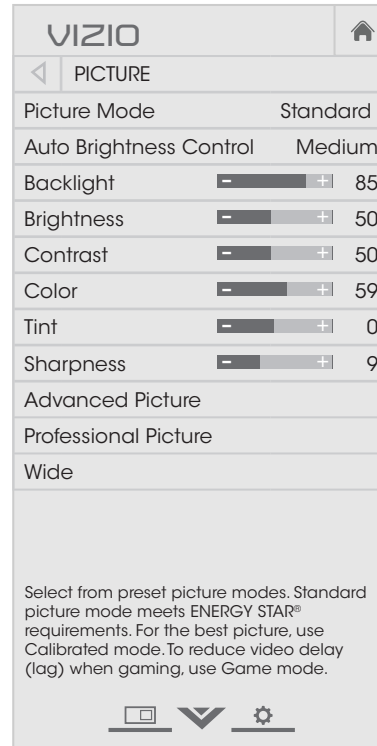 VIZIO
PICTURE
Picture Mode Standard
Auto Brightness Control Medium
Backlight 85
Brightness 50
Contrast 50
Color 59
Tint 0
Sharpness 9
Advanced Picture
Professional Picture
Wide
Select from preset picture modes. Standard
picture mode meets ENERGY STAR®
requirements. For the best picture, use
Calibrated mode. To reduce video delay
(lag) when gaming, use Game mode.